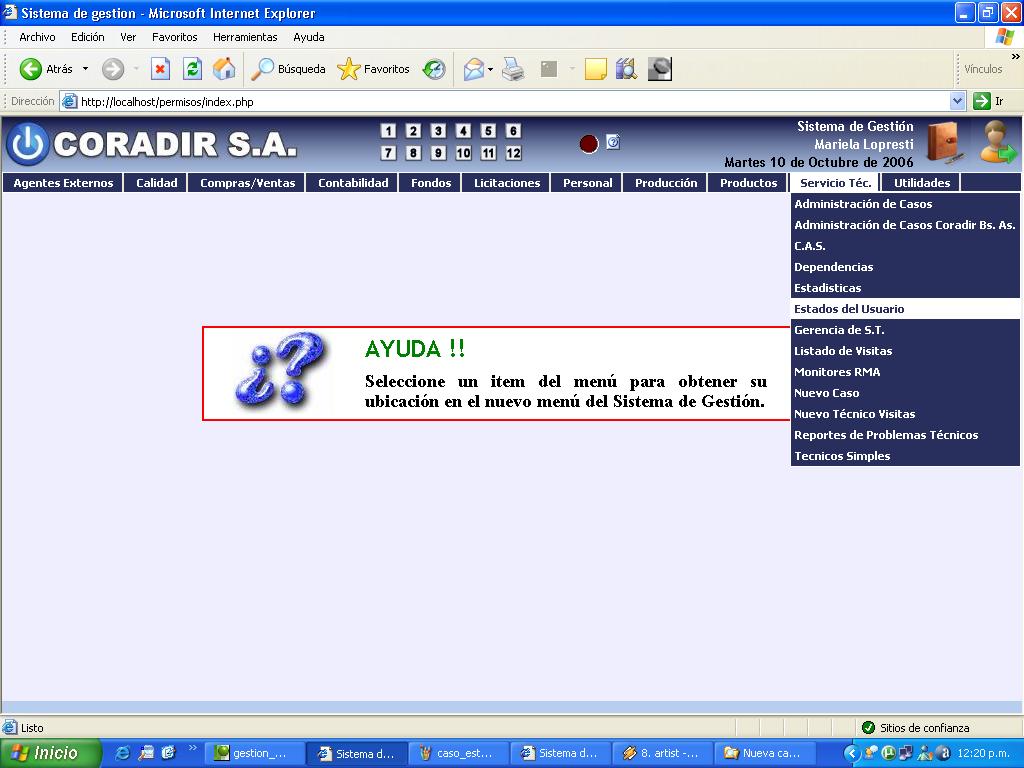 Sistema de gestion - Microsoft Internet Explorer
Archivo Edición Ver Favoritos Herramientas Ayuda
Atrás Búsqueda Favoritos Vínculos »
Dirección http://localhost/permisos/index.php Ir
CORADIR S.A.
1 2 3 4 5 6
7 8 9 10 11 12
Sistema de Gestión
Mariela Lopresti
Martes 10 de Octubre de 2006
Agentes Externos Calidad Compras/Ventas Contabilidad Fondos Licitaciones Personal Producción Productos Servicio Téc. Utilidades
Administración de Casos
Administración de Casos Coradir Bs. As.
C.A.S.
Dependencias
Estadisticas
Estados del Usuario
Gerencia de S.T.
Listado de Visitas
Monitores RMA
Nuevo Caso
Nuevo Técnico Visitas
Reportes de Problemas Técnicos
Tecnicos Simples
AYUDA !!
Seleccione un item del menú para obtener su
ubicación en el nuevo menú del Sistema de Gestión.
¿?
Listo Sitios de confianza
Inicio » gestion_... Sistema d... caso_est... Sistema d... 8. artist -... Nueva ca... 12:20 p.m.